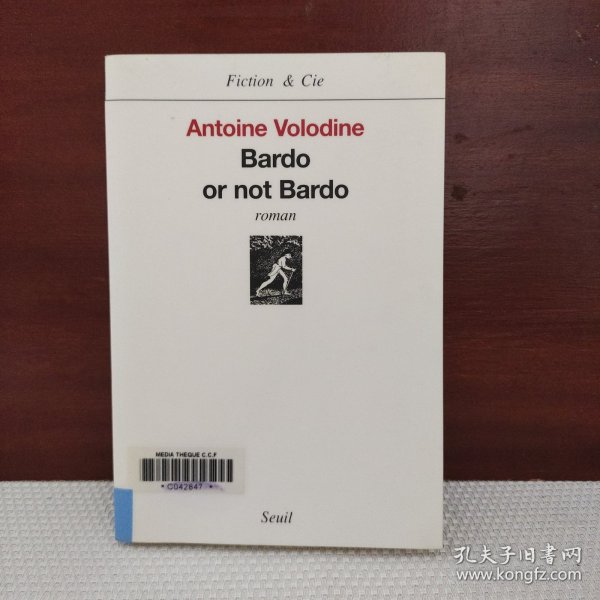 Fiction & Cie
Antoine Volodine
Bardo
or not Bardo
roman
MEDIA THEQUE C.C.F
* C042847 *
Seuil
孔夫子旧书网
www.kongfz.com